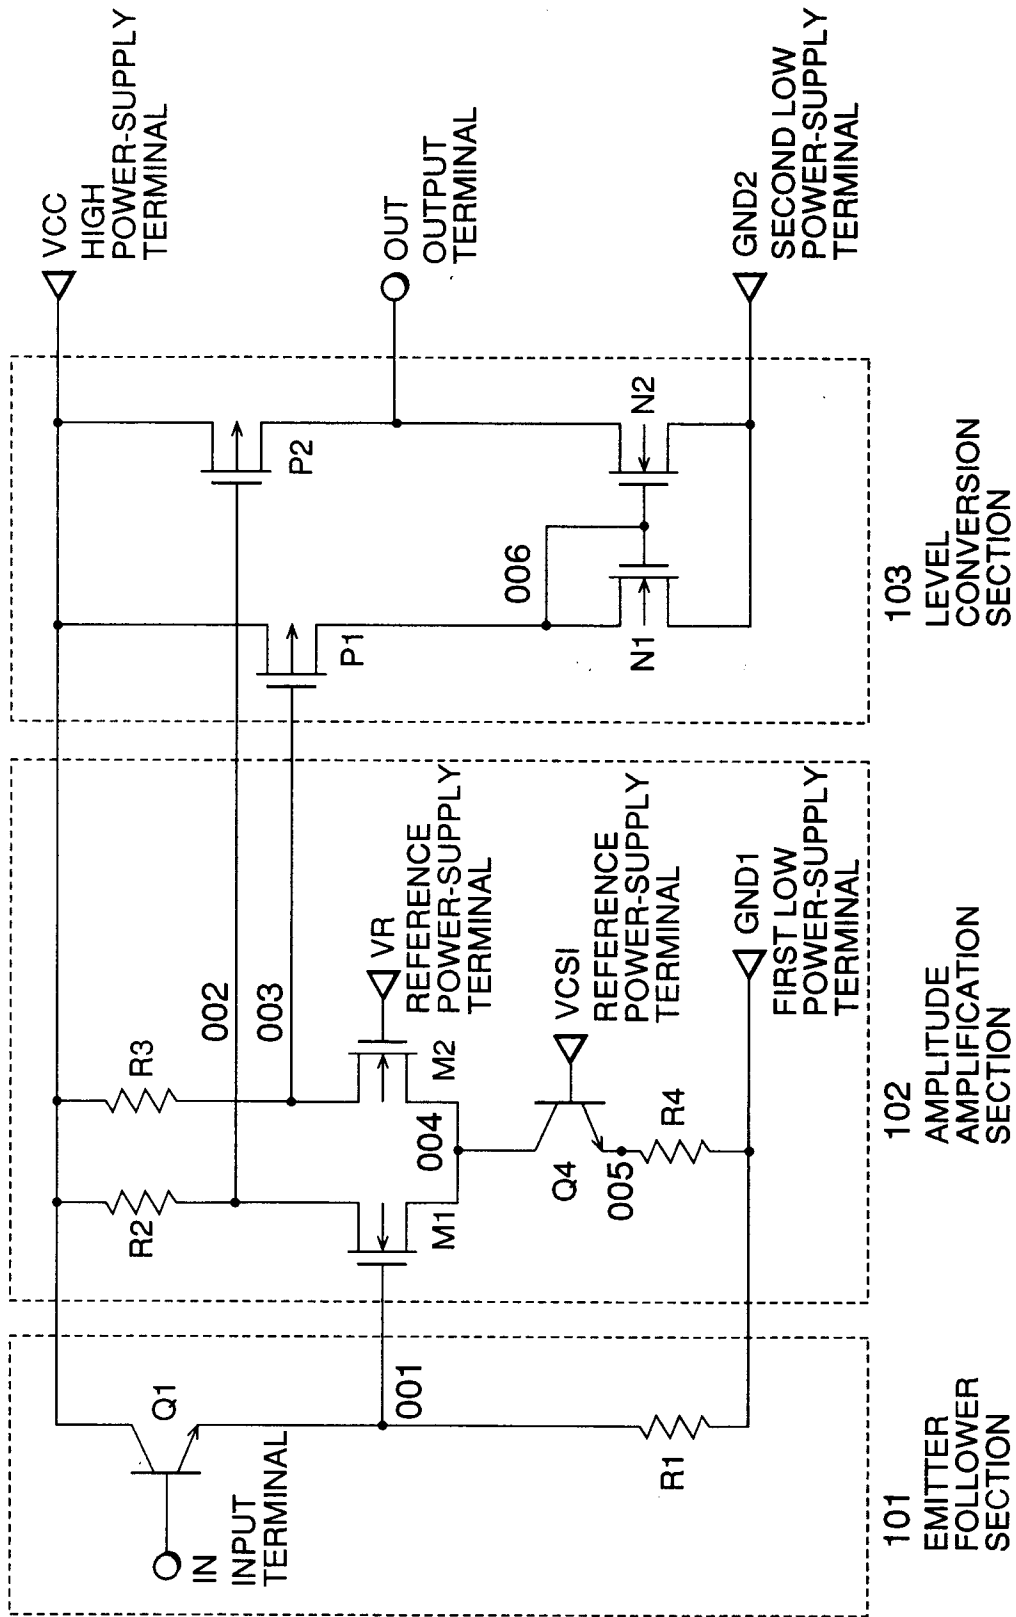 VCC
HIGH
POWER-SUPPLY
TERMINAL
OUT
OUTPUT
TERMINAL
GND2
SECOND LOW
POWER-SUPPLY
TERMINAL
P2
N2
P1
006
N1
103
LEVEL
CONVERSION
SECTION
R3
002
003
R2
VR
REFERENCE
POWER-SUPPLY
TERMINAL
M2
M1
004
VCSI
REFERENCE
POWER-SUPPLY
TERMINAL
Q4
005
R4
GND1
FIRST LOW
POWER-SUPPLY
TERMINAL
102
AMPLITUDE
AMPLIFICATION
SECTION
Q1
IN
INPUT
TERMINAL
001
R1
101
EMITTER
FOLLOWER
SECTION